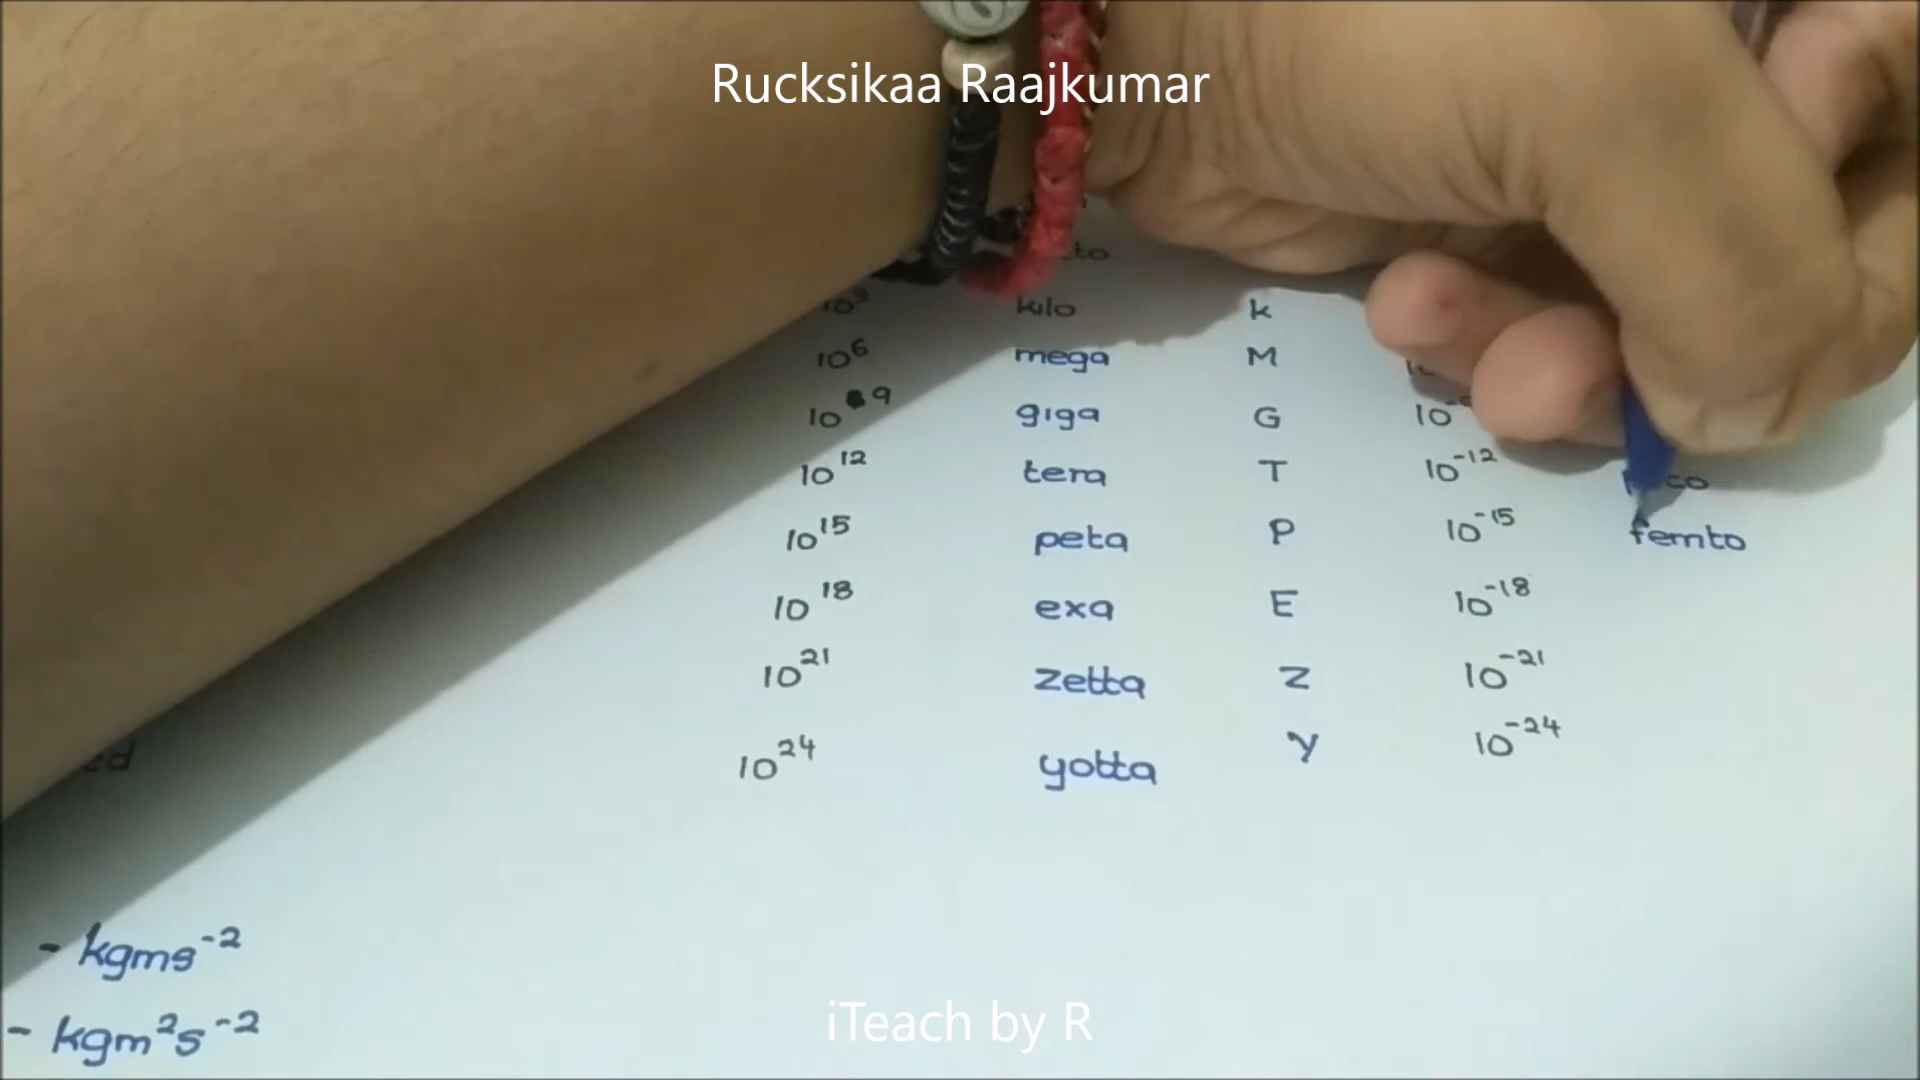 Rucksikaa Raajkumar
10³ kilo k
10⁶ mega M
10⁹ giga G 10
10¹² tera T 10⁻¹²
10¹⁵ peta P 10⁻¹⁵ femto
10¹⁸ exa E 10⁻¹⁸
10²¹ zetta Z 10⁻²¹
10²⁴ yotta Y 10⁻²⁴
- kgms⁻²
- kgm²s⁻²
iTeach by R